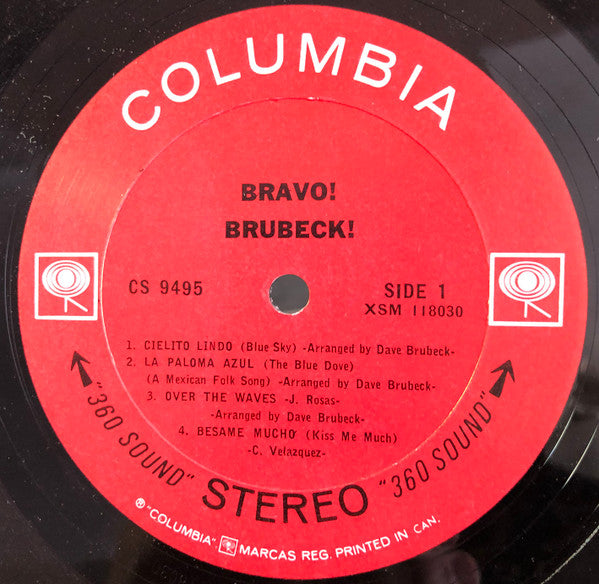 COLUMBIA
BRAVO!
BRUBECK!
CS 9495
SIDE 1
XSM 118030
1. CIELITO LINDO (Blue Sky) -Arranged by Dave Brubeck-
2. LA PALOMA AZUL (The Blue Dove)
(A Mexican Folk Song) -Arranged by Dave Brubeck-
3. OVER THE WAVES -J. Rosas-
-Arranged by Dave Brubeck-
4. BESAME MUCHO (Kiss Me Much)
-C. Velazquez-
"360 SOUND" STEREO "360 SOUND"
℗ "COLUMBIA" MARCAS REG. PRINTED IN CAN.